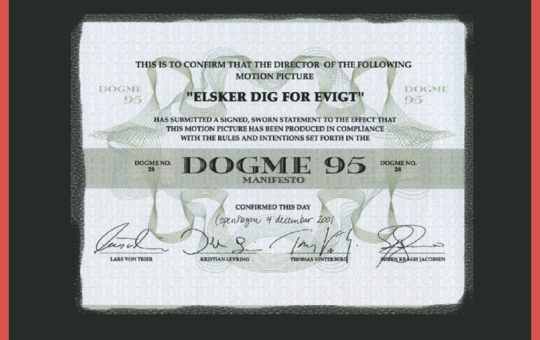 THIS IS TO CONFIRM THAT THE DIRECTOR OF THE FOLLOWING
MOTION PICTURE
DOGME
95
DOGME
95
"ELSKER DIG FOR EVIGT"
HAS SUBMITTED A SIGNED, SWORN STATEMENT TO THE EFFECT THAT
THIS MOTION PICTURE HAS BEEN PRODUCED IN COMPLIANCE
WITH THE RULES AND INTENTIONS SET FORTH IN THE
DOGME NO.
28
DOGME 95
MANIFESTO
DOGME NO.
28
CONFIRMED THIS DAY
Copenhagen 4 december 2001
LARS VON TRIER
KRISTIAN LEVRING
THOMAS VINTERBERG
SØREN KRAGH JACOBSEN